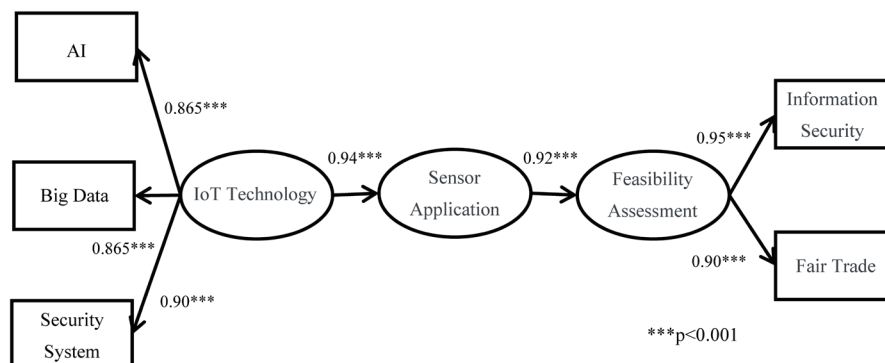 AI
0.865***
Information
Security
0.95***
0.94***
0.92***
Big Data
IoT Technology
Sensor
Application
Feasibility
Assessment
0.865***
0.90***
Fair Trade
0.90***
Security
System
***p<0.001